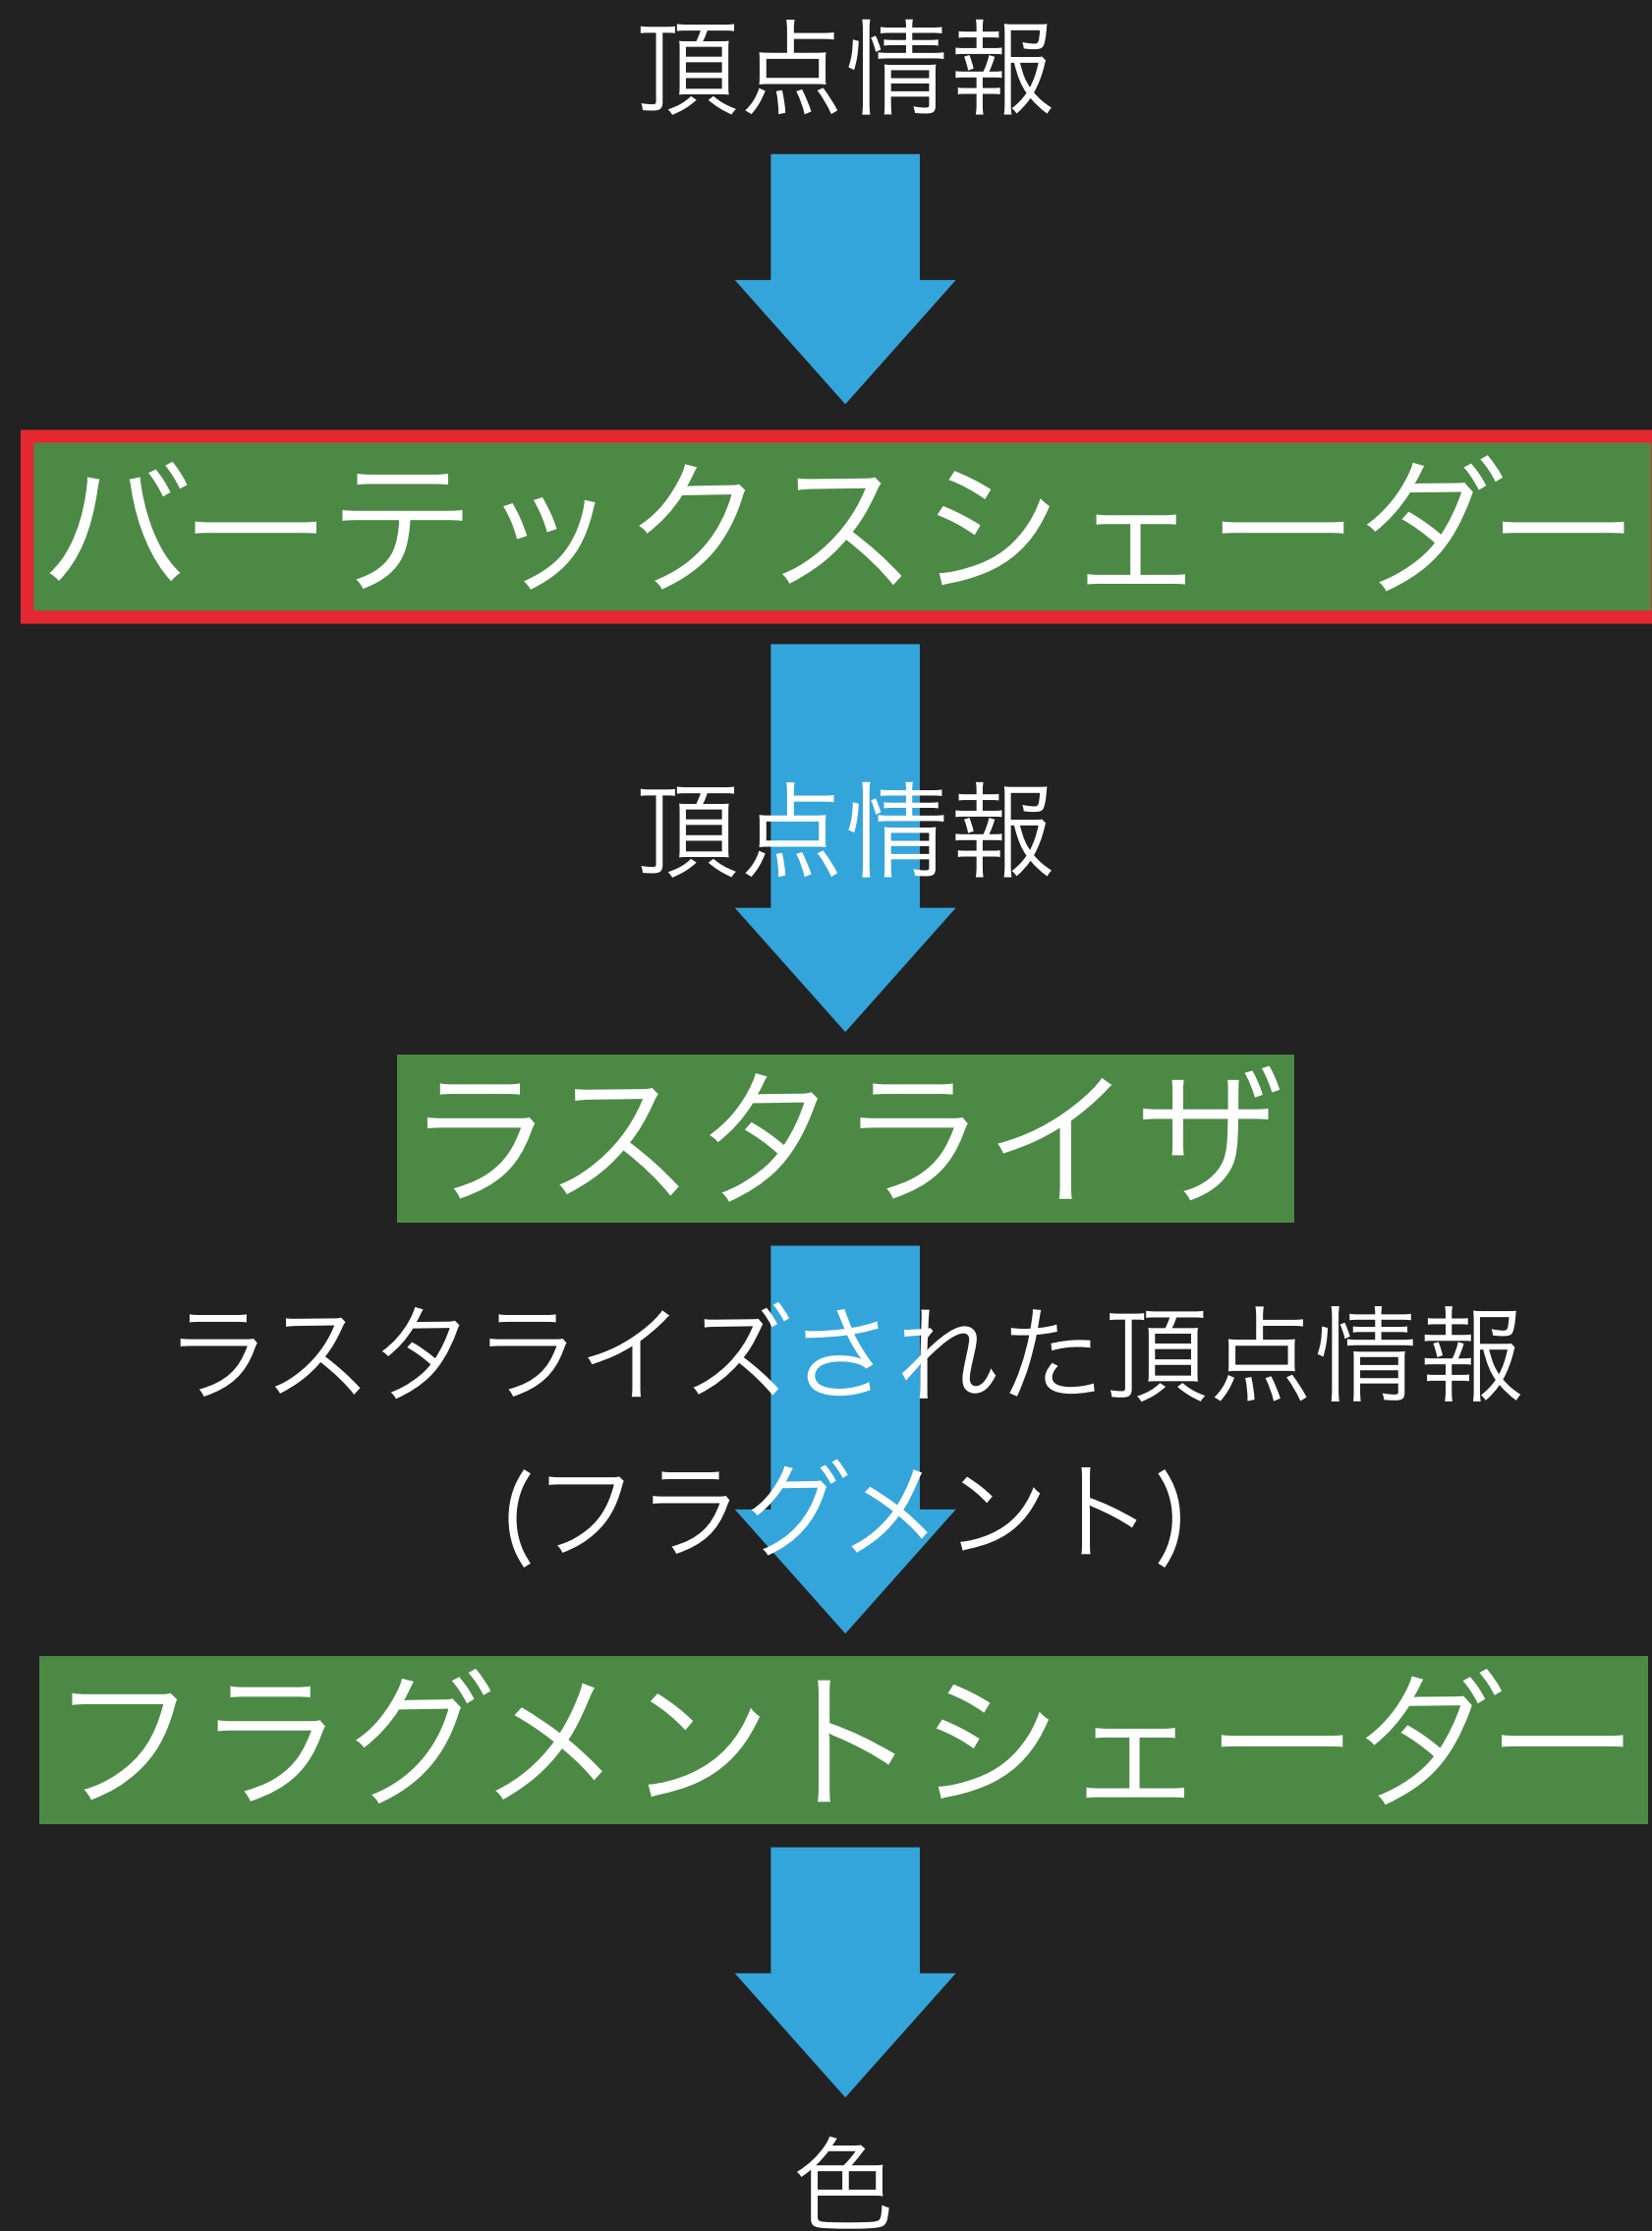 頂点情報
バーテックスシェーダー
頂点情報
ラスタライザ
ラスタライズされた頂点情報
(フラグメント)
フラグメントシェーダー
色